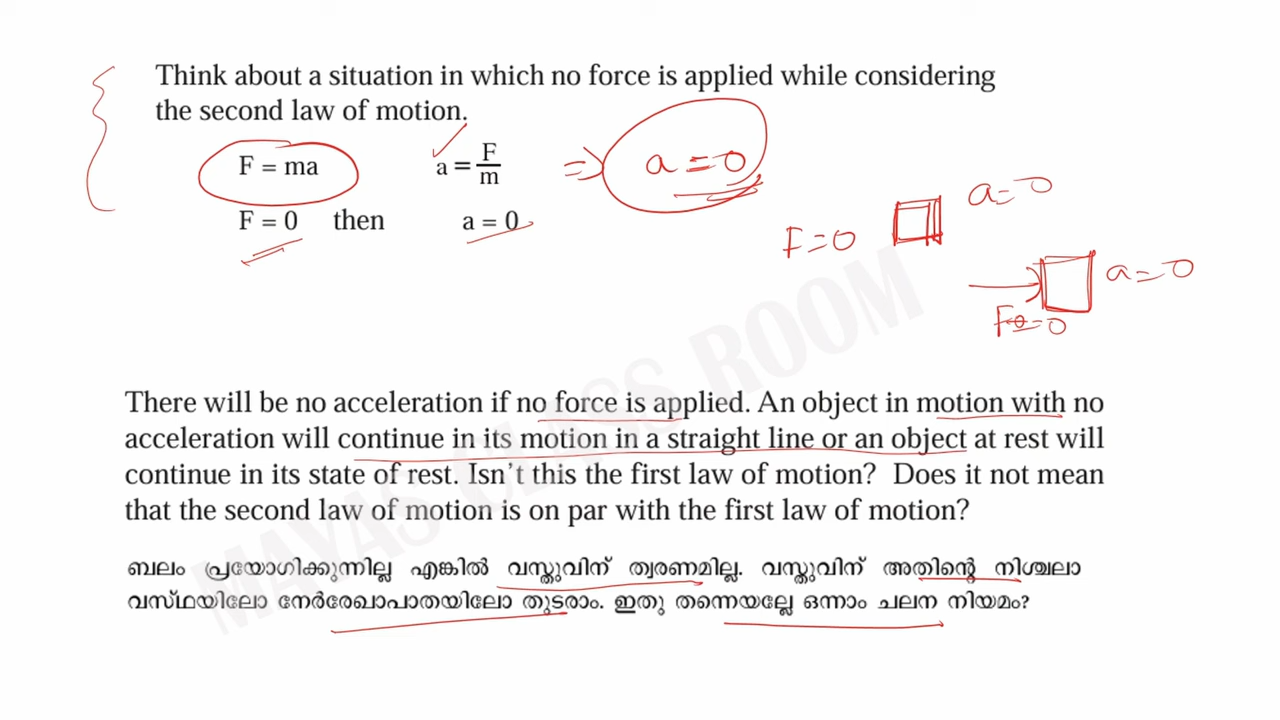 Think about a situation in which no force is applied while considering
the second law of motion.
F = ma a = F/m ⇒ a = 0
F = 0 then a = 0
a = 0
F = 0
a = 0
F = 0
There will be no acceleration if no force is applied. An object in motion with no
acceleration will continue in its motion in a straight line or an object at rest will
continue in its state of rest. Isn't this the first law of motion? Does it not mean
that the second law of motion is on par with the first law of motion?
ബലം പ്രയോഗിക്കുന്നില്ല എങ്കിൽ വസ്തുവിന് ത്വരണമില്ല. വസ്തുവിന് അതിന്റെ നിശ്ചലാ
വസ്ഥയിലോ നേർരേഖാപാതയിലോ തുടരാം. ഇതു തന്നെയല്ലേ ഒന്നാം ചലന നിയമം?
MAYAS CLASS ROOM